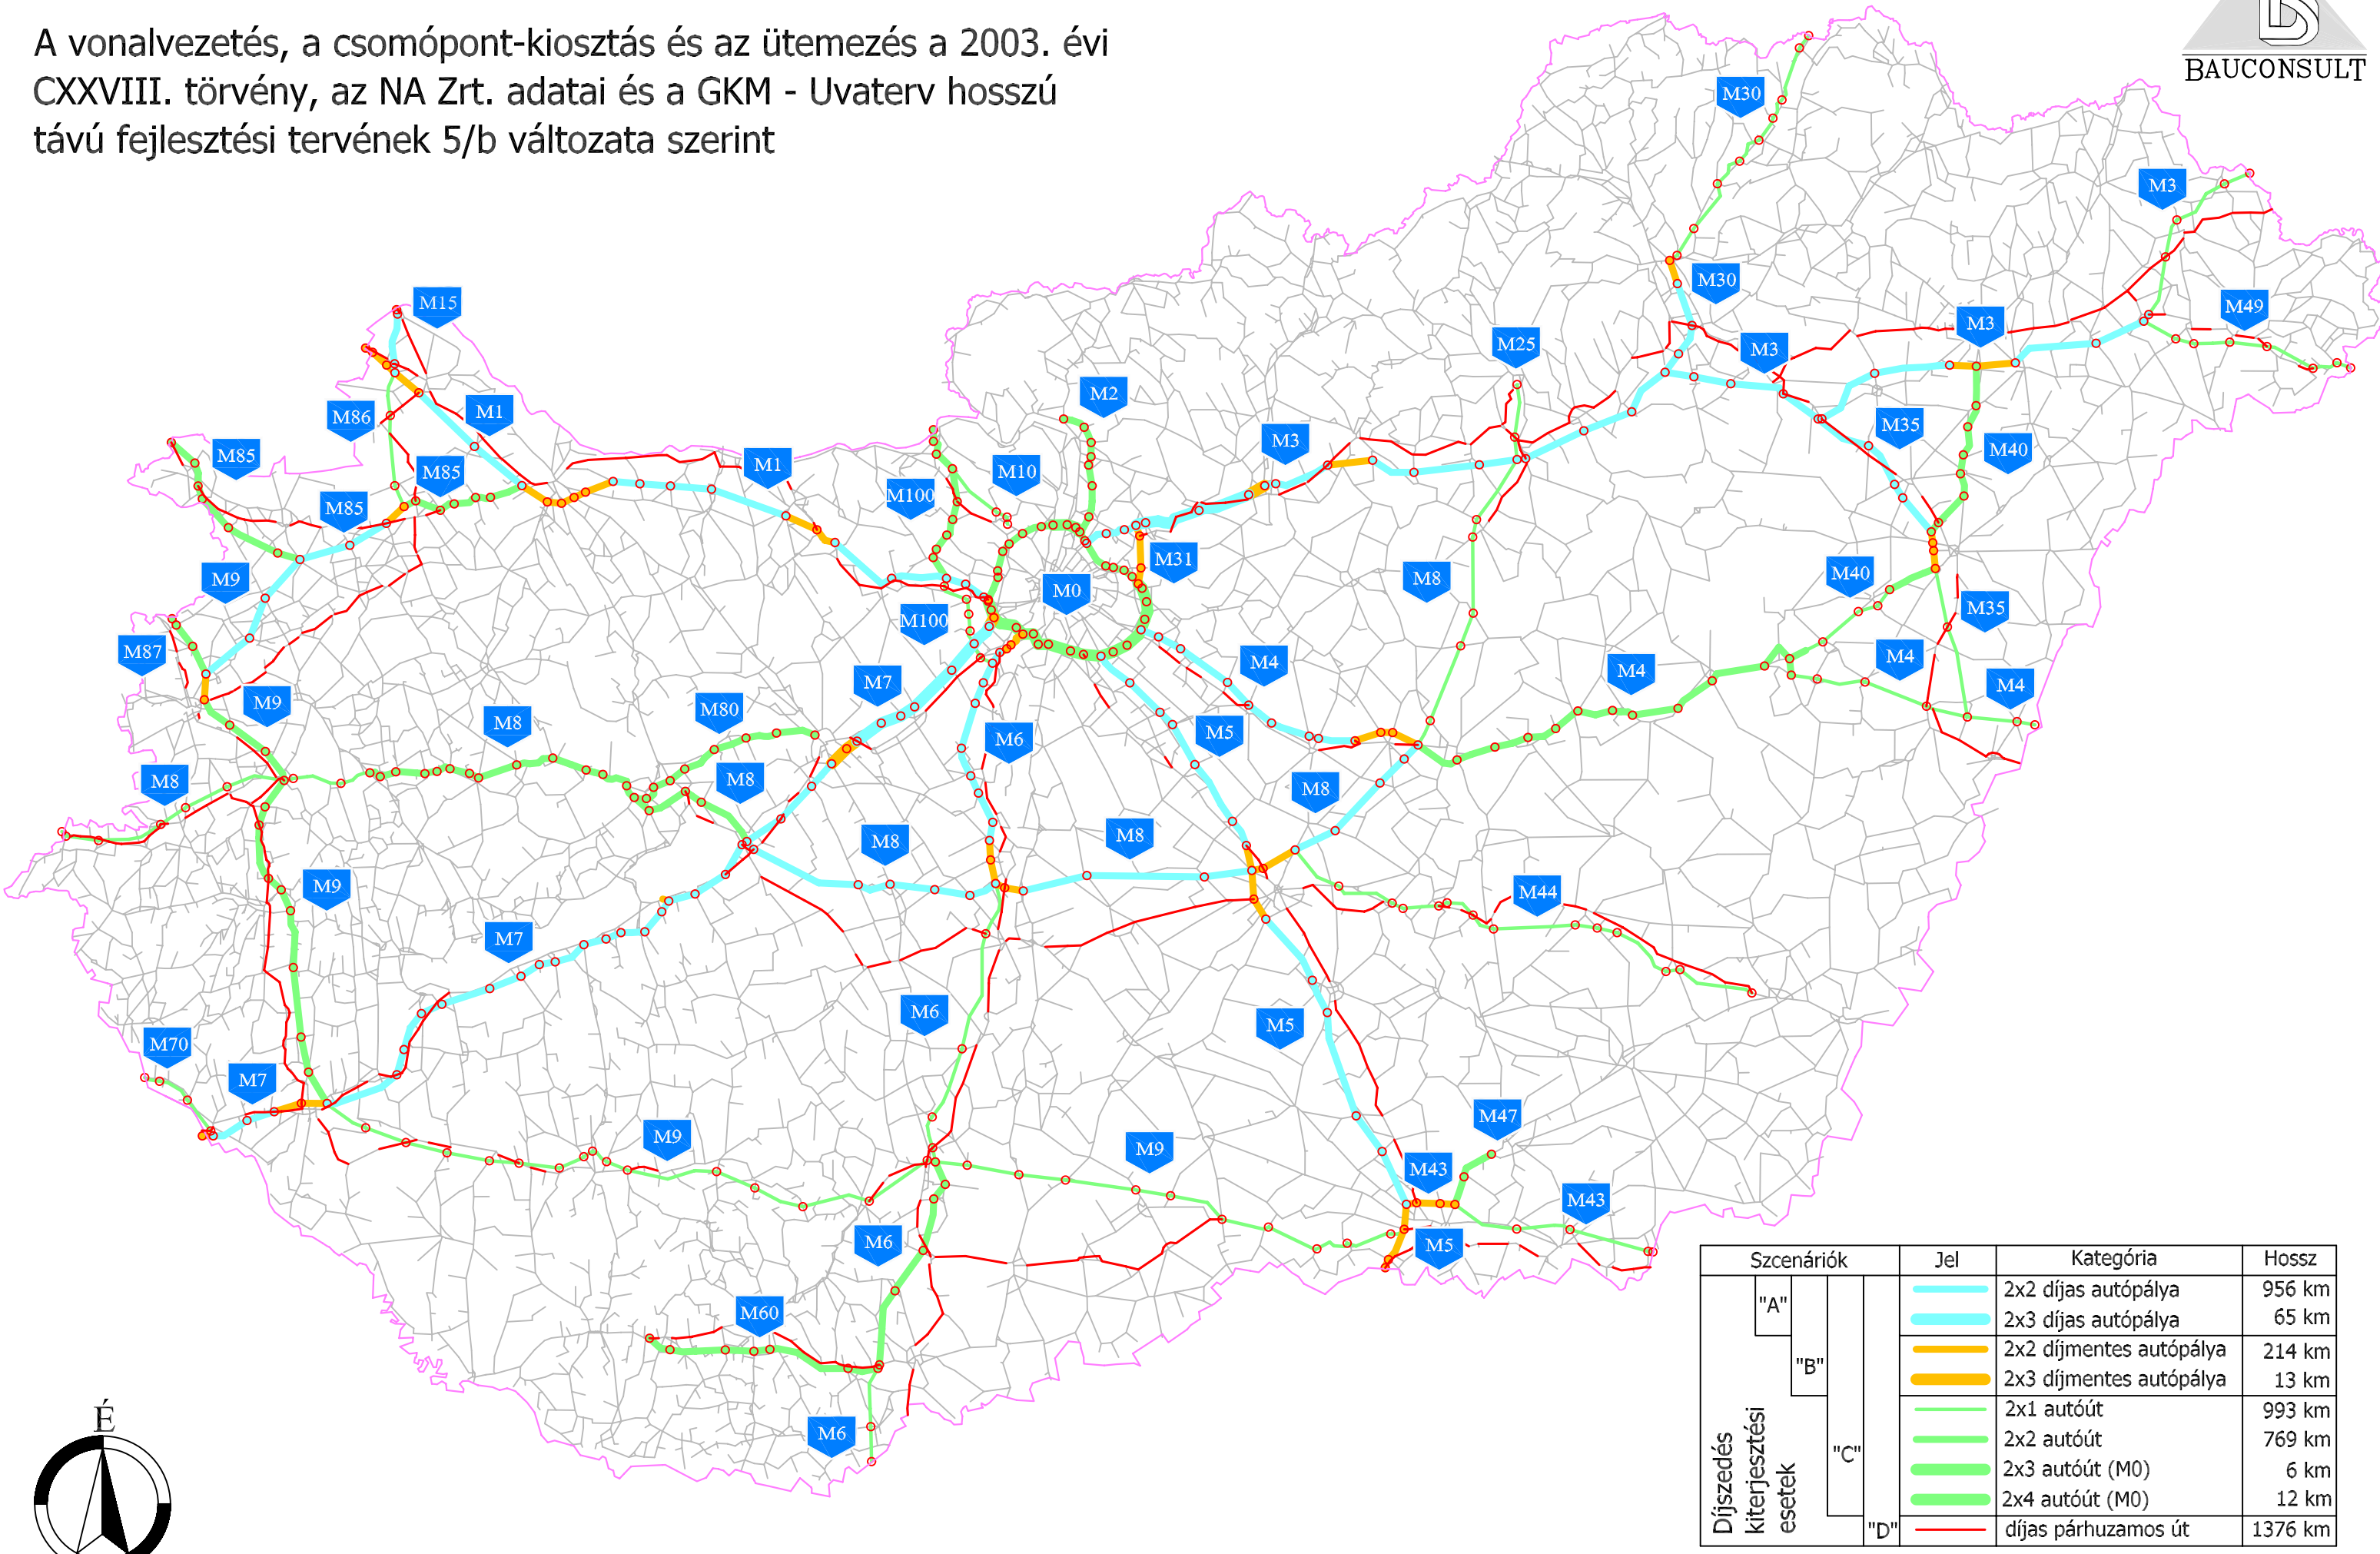 A vonalvezetés, a csomópont-kiosztás és az ütemezés a 2003. évi
CXXVIII. törvény, az NA Zrt. adatai és a GKM - Uvaterv hosszú
távú fejlesztési tervének 5/b változata szerint
BS
BAUCONSULT
M30
M3
M30
M15
M49
M3
M25
M3
M2
M86
M1
M3
M35
M85
M85
M1
M10
M40
M100
M85
M31
M9
M40
M0
M8
M35
M100
M87
M4
M4
M4
M7
M4
M9
M80
M8
M5
M6
M8
M8
M8
M8
M8
M9
M44
M7
M6
M5
M70
M7
M47
M9
M9
M43
M43
M6
M5
M60
M6
É
Szcenáriók Jel Kategória Hossz
"A" 2x2 díjas autópálya 956 km
2x3 díjas autópálya 65 km
"B" 2x2 díjmentes autópálya 214 km
2x3 díjmentes autópálya 13 km
2x1 autóút 993 km
"C" 2x2 autóút 769 km
2x3 autóút (M0) 6 km
2x4 autóút (M0) 12 km
"D" díjas párhuzamos út 1376 km
Díjszedés
kiterjesztési
esetek